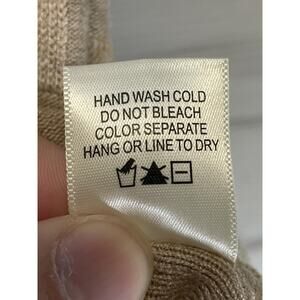 HAND WASH COLD
DO NOT BLEACH
COLOR SEPARATE
HANG OR LINE TO DRY